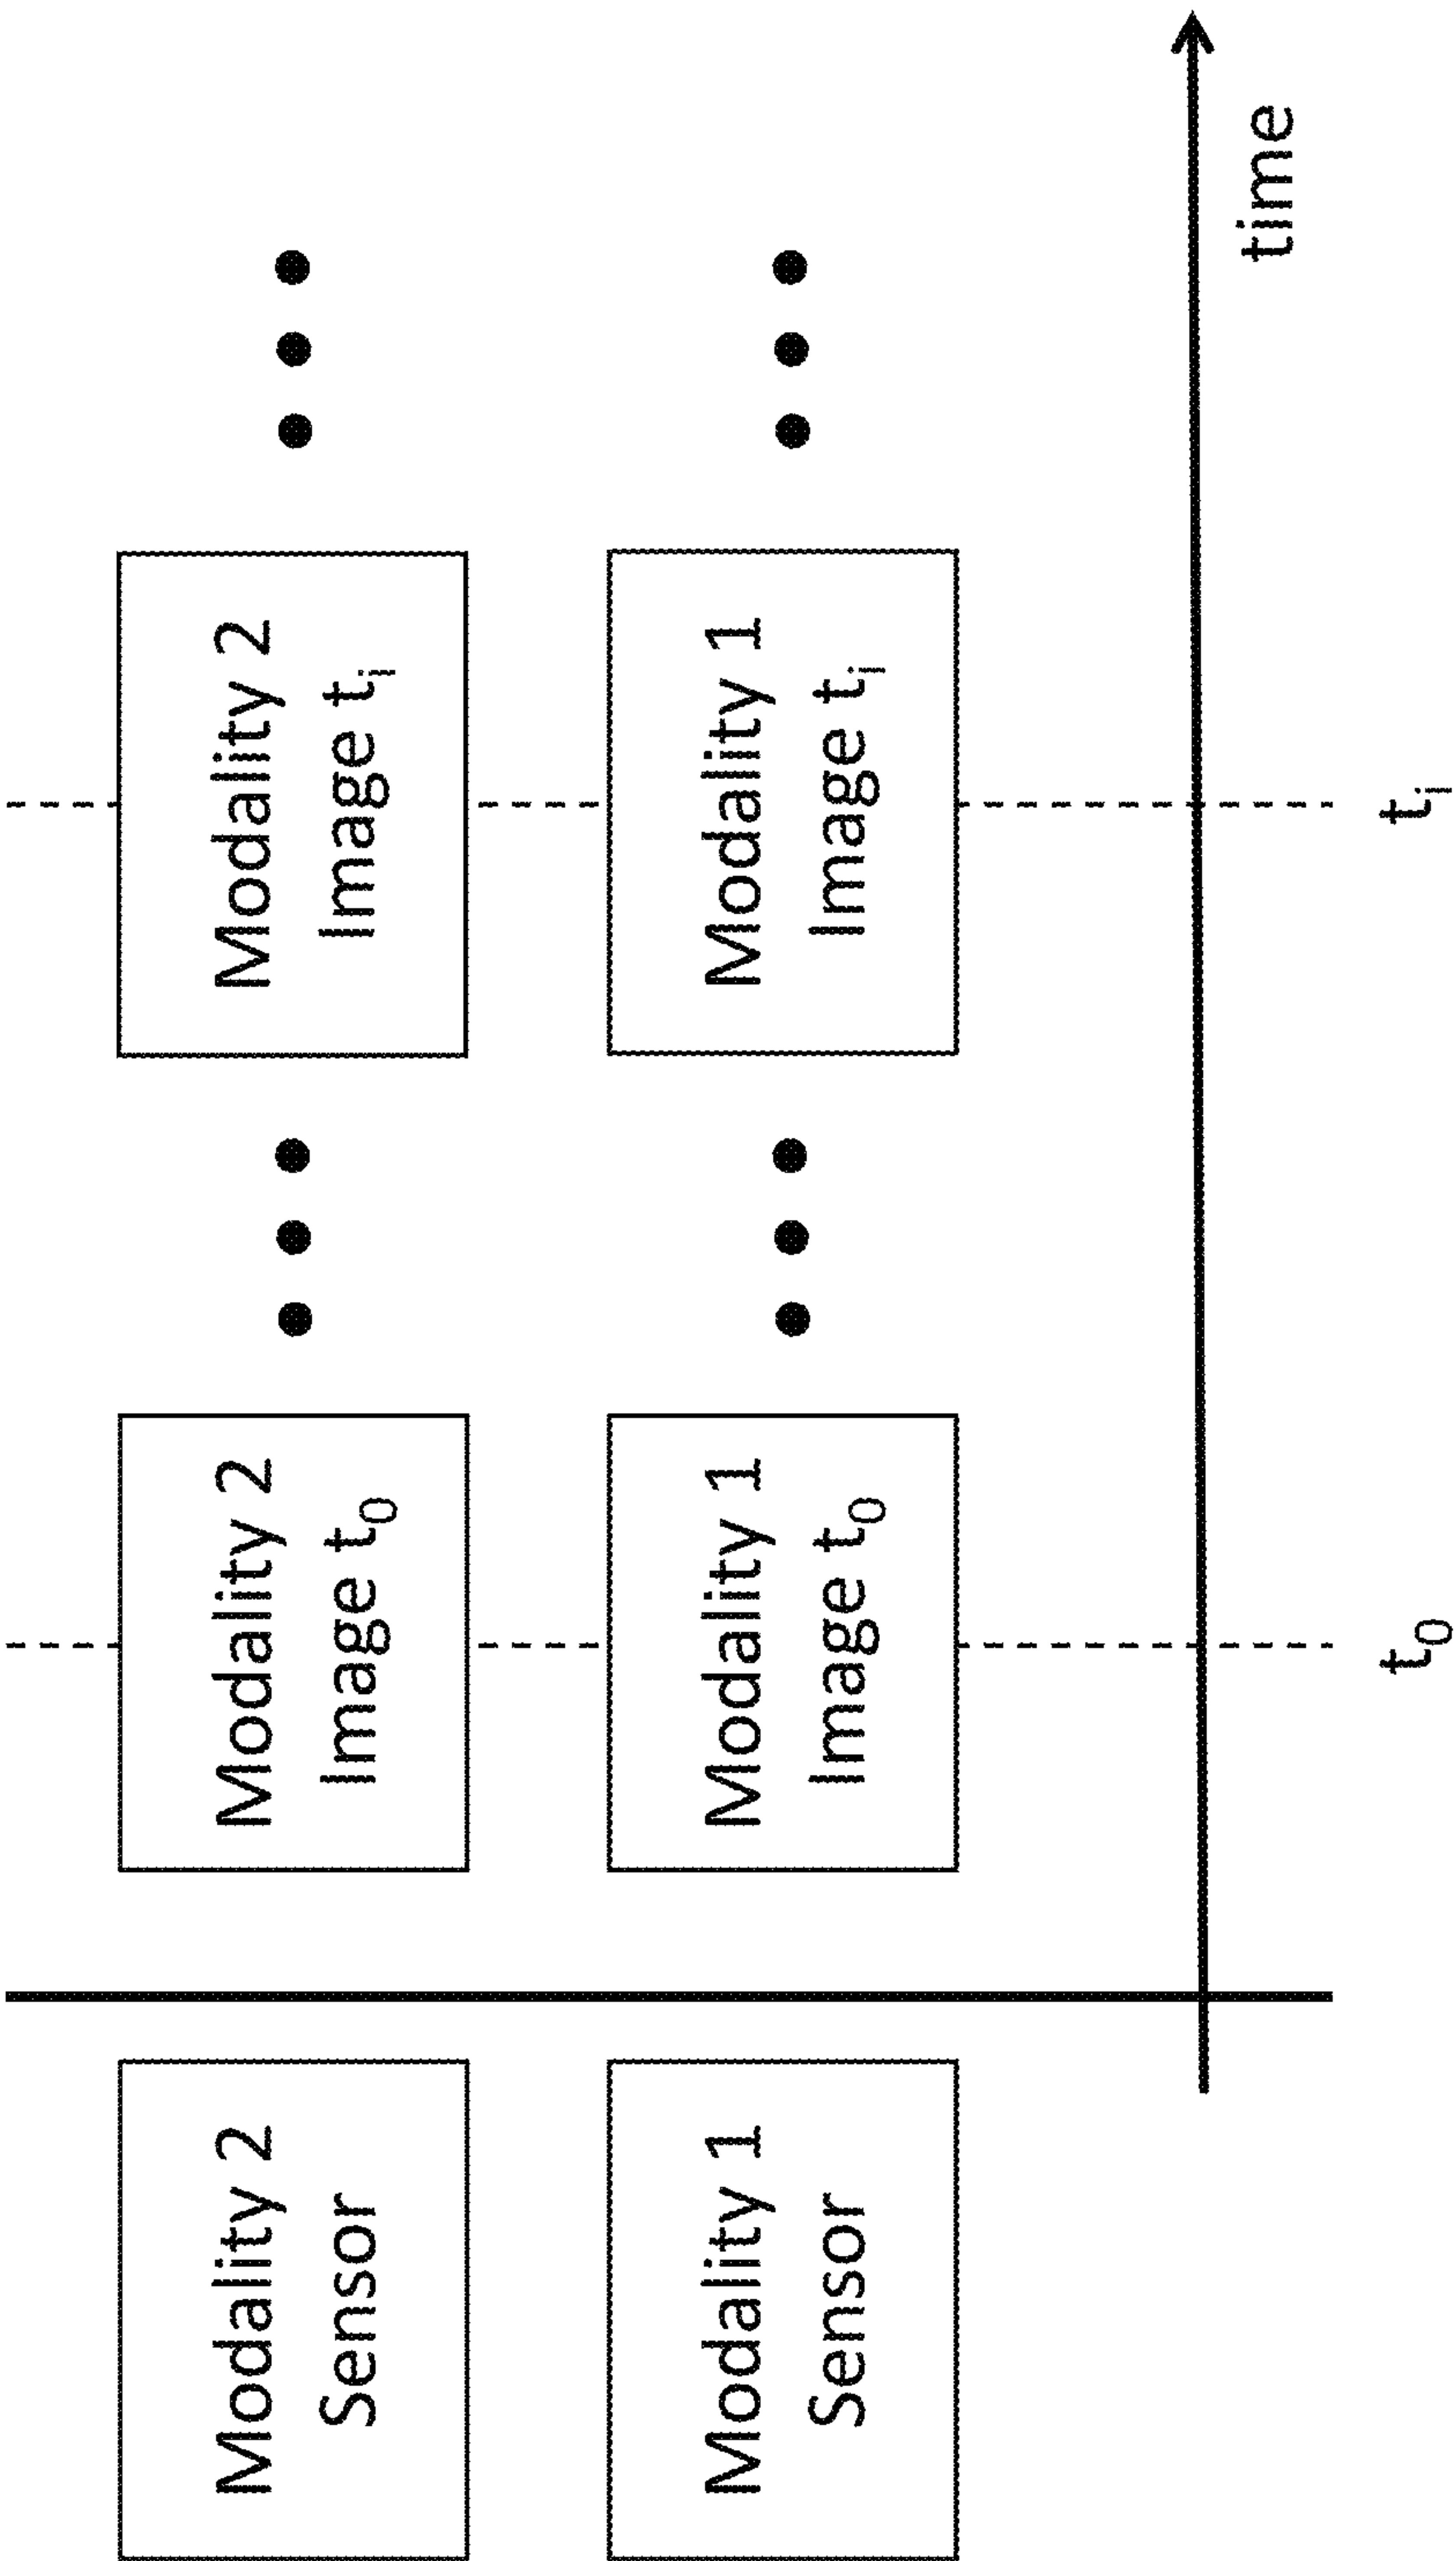 Modality 2
Sensor
Modality 2
Image t₀
Modality 2
Image tᵢ
Modality 1
Sensor
Modality 1
Image t₀
Modality 1
Image tᵢ
time
t₀
tᵢ